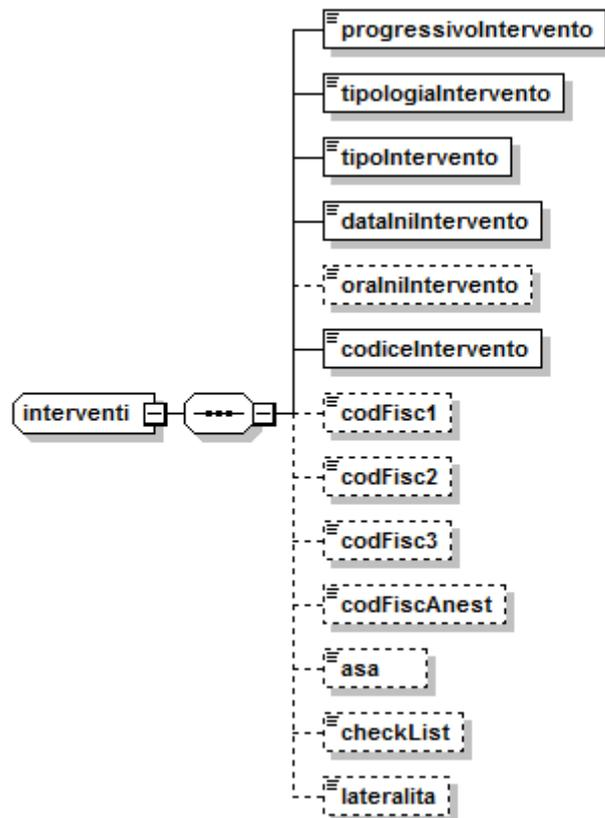 progressivoIntervento
tipologiaIntervento
tipoIntervento
dataIniIntervento
oraIniIntervento
codiceIntervento
interventi
codFisc1
codFisc2
codFisc3
codFiscAnest
asa
checkList
lateralita